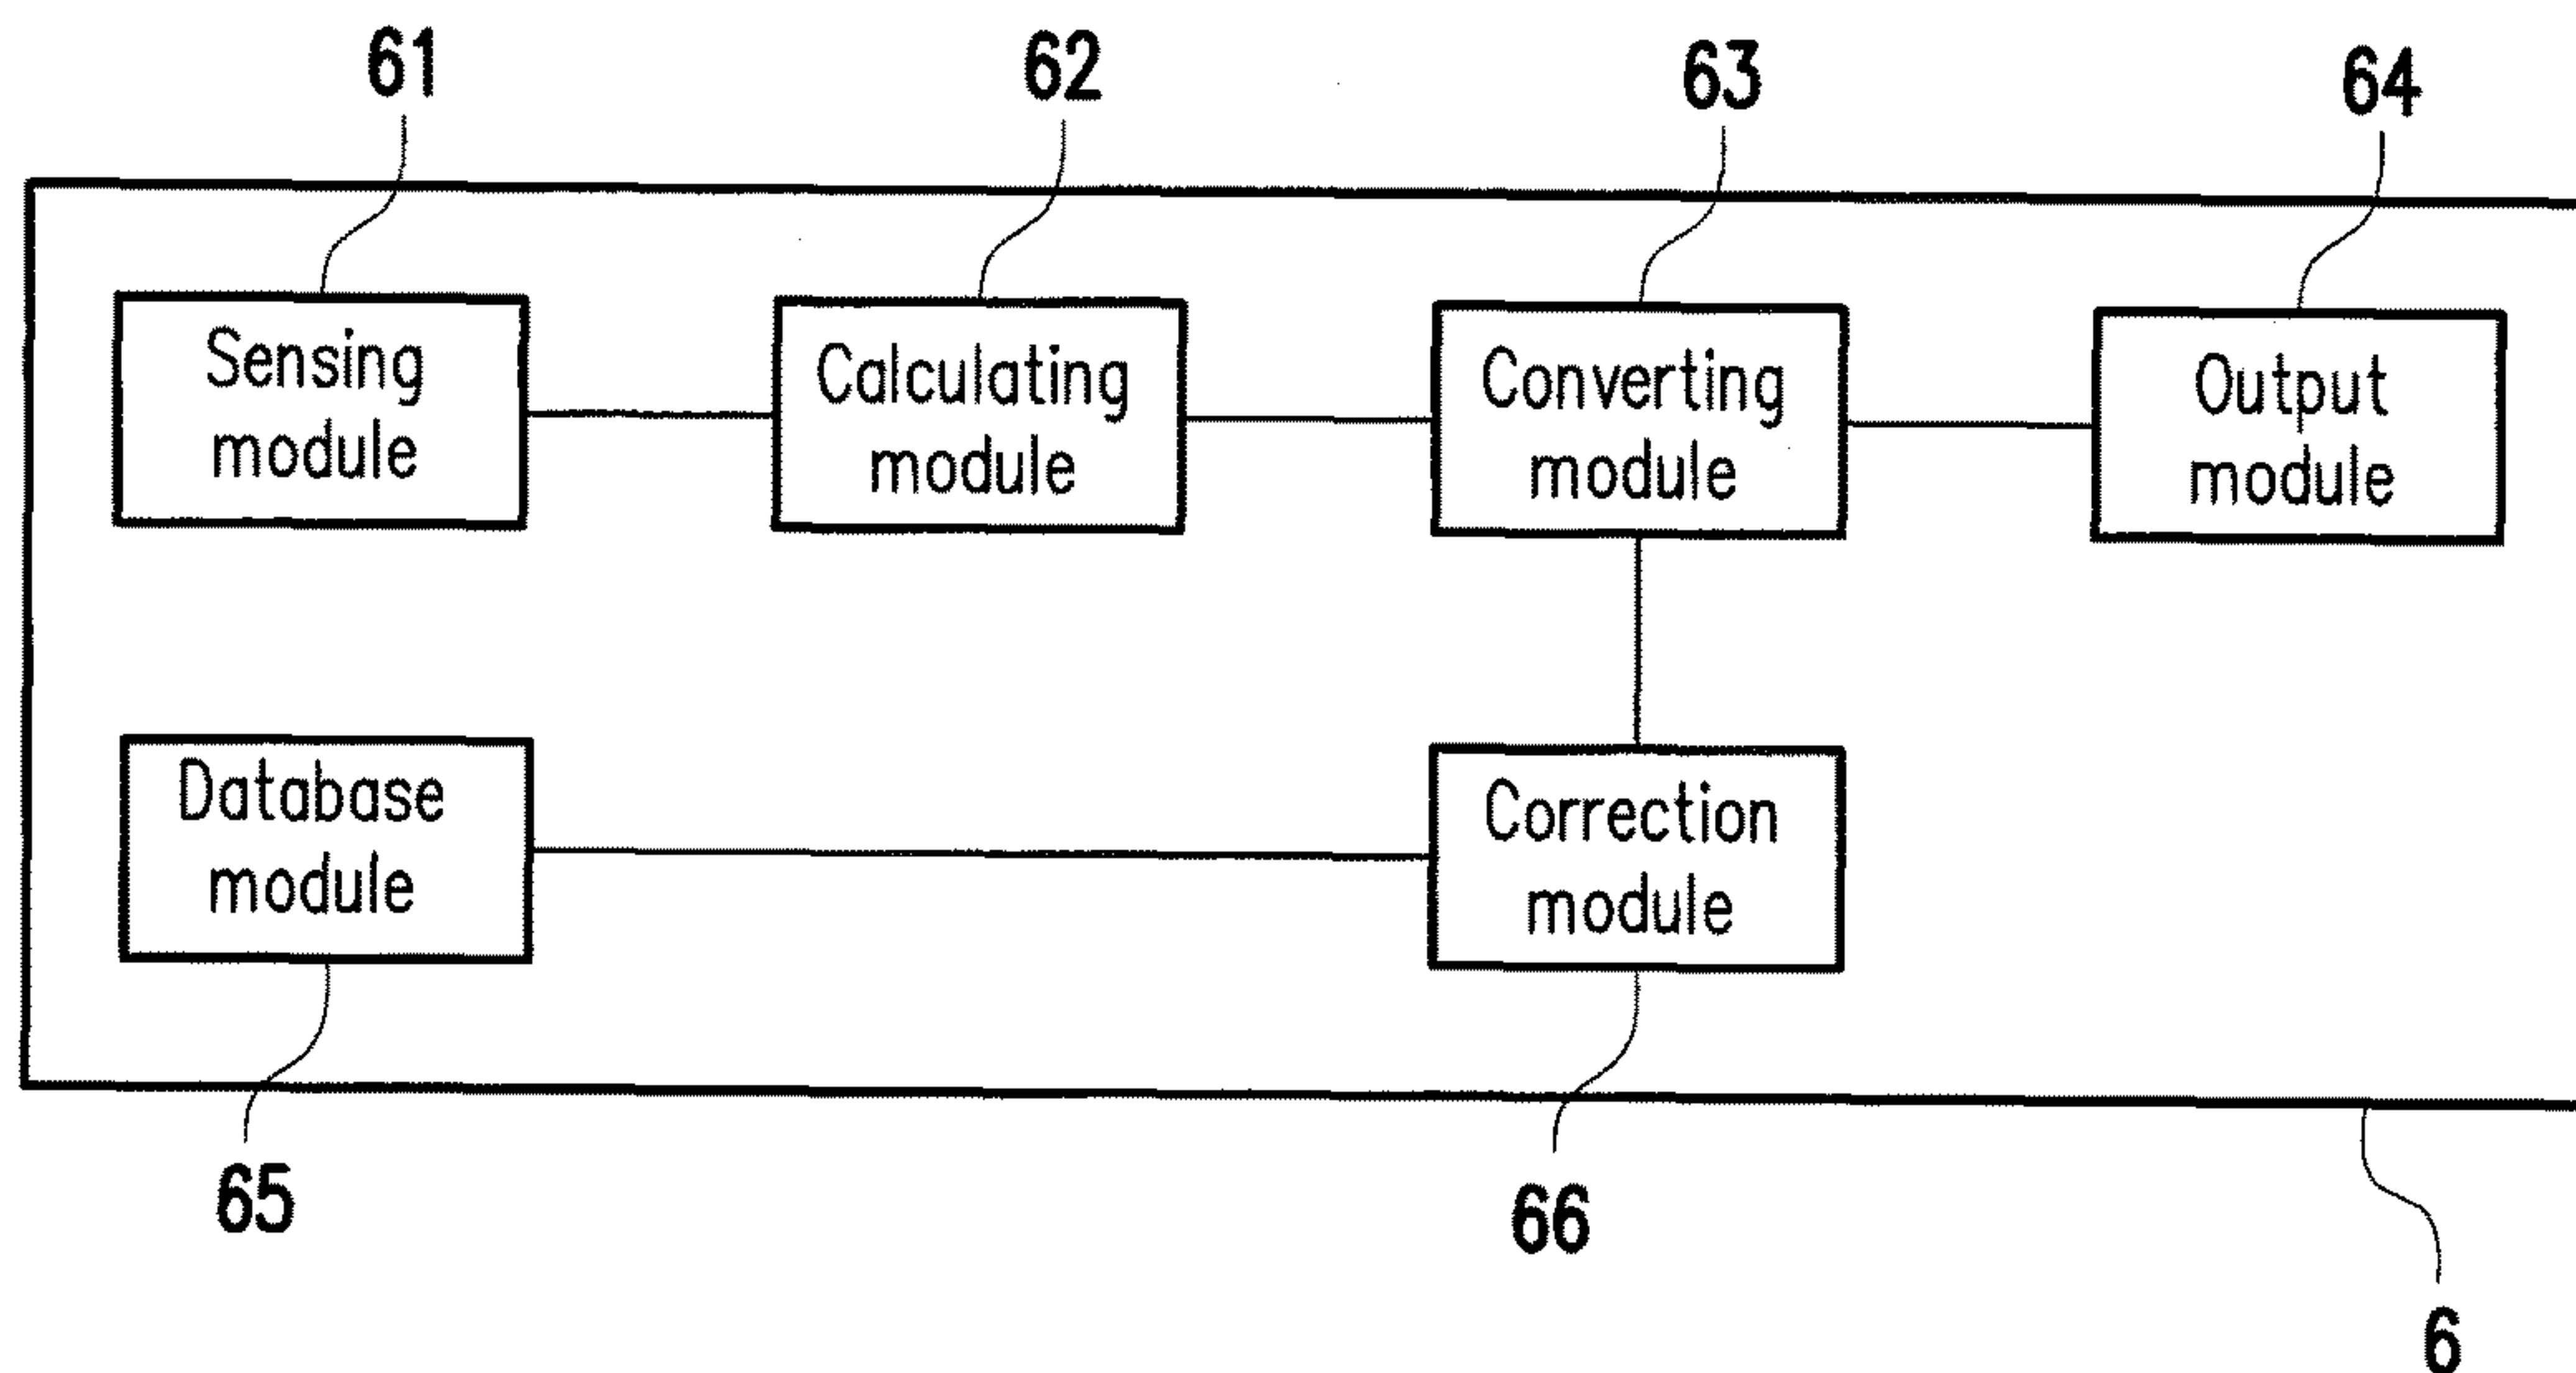 61
62
63
64
Sensing
module
Calculating
module
Converting
module
Output
module
Database
module
Correction
module
65
66
6